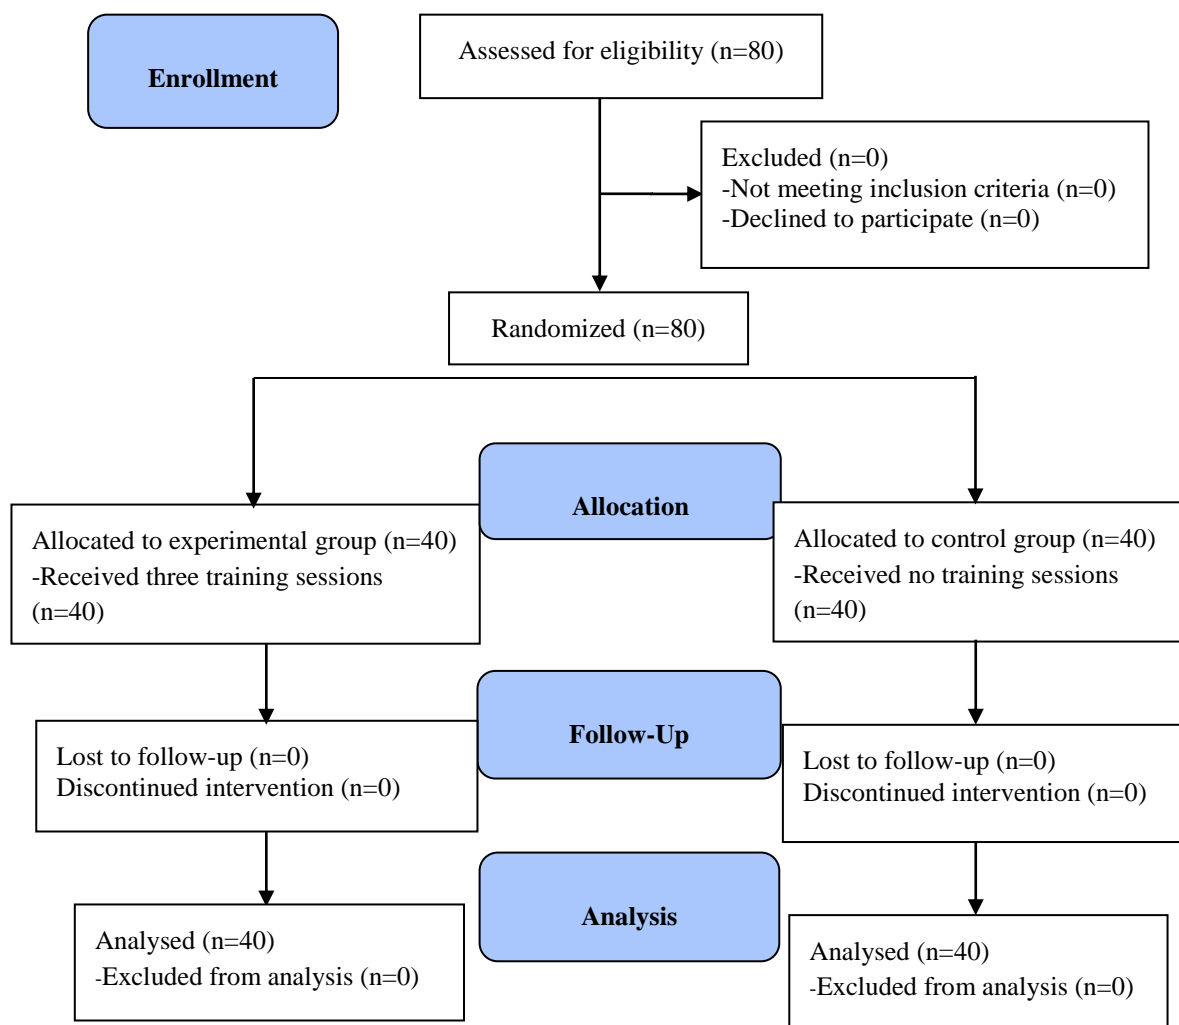 Enrollment
Assessed for eligibility (n=80)
Excluded (n=0)
-Not meeting inclusion criteria (n=0)
-Declined to participate (n=0)
Randomized (n=80)
Allocation
Allocated to experimental group (n=40)
-Received three training sessions
(n=40)
Allocated to control group (n=40)
-Received no training sessions
(n=40)
Follow-Up
Lost to follow-up (n=0)
Discontinued intervention (n=0)
Lost to follow-up (n=0)
Discontinued intervention (n=0)
Analysis
Analysed (n=40)
-Excluded from analysis (n=0)
Analysed (n=40)
-Excluded from analysis (n=0)